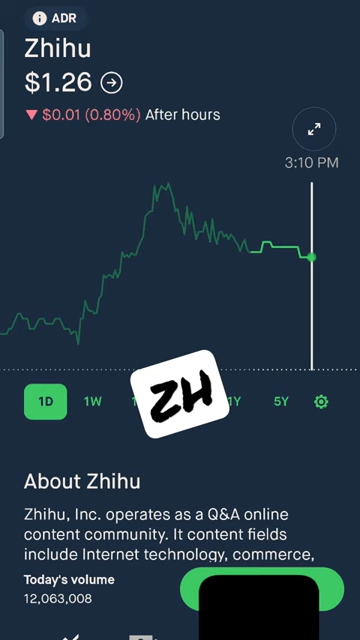 ADR
Zhihu
$1.26
▼ $0.01 (0.80%) After hours
3:10 PM
ZH
1D 1W 1Y 5Y
About Zhihu
Zhihu, Inc. operates as a Q&A online
content community. It content fields
include Internet technology, commerce,
Today's volume
12,063,008